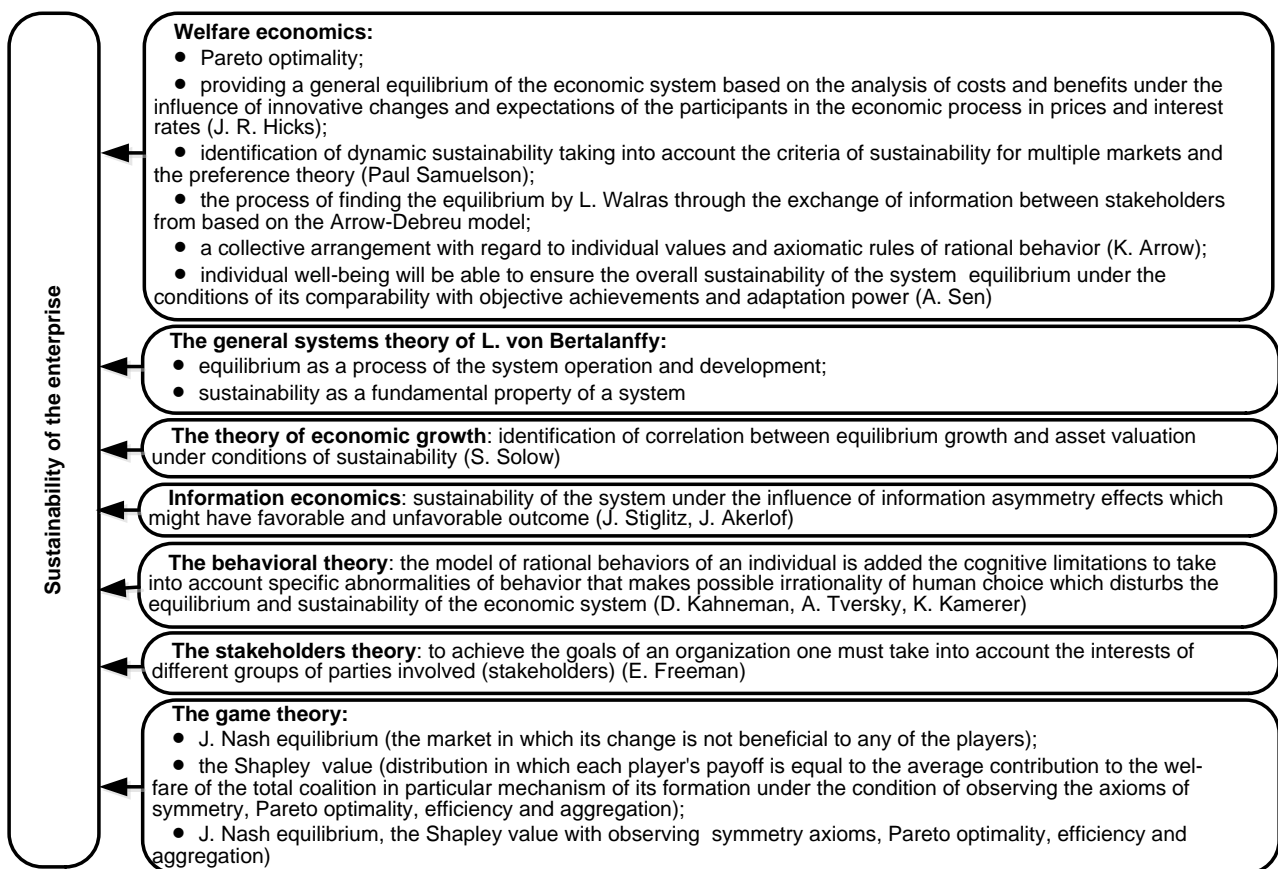 Sustainability of the enterprise
Welfare economics:
● Pareto optimality;
● providing a general equilibrium of the economic system based on the analysis of costs and benefits under the
influence of innovative changes and expectations of the participants in the economic process in prices and interest
rates (J. R. Hicks);
● identification of dynamic sustainability taking into account the criteria of sustainability for multiple markets and
the preference theory (Paul Samuelson);
● the process of finding the equilibrium by L. Walras through the exchange of information between stakeholders
from based on the Arrow-Debreu model;
● a collective arrangement with regard to individual values and axiomatic rules of rational behavior (K. Arrow);
● individual well-being will be able to ensure the overall sustainability of the system equilibrium under the
conditions of its comparability with objective achievements and adaptation power (A. Sen)
The general systems theory of L. von Bertalanffy:
● equilibrium as a process of the system operation and development;
● sustainability as a fundamental property of a system
The theory of economic growth: identification of correlation between equilibrium growth and asset valuation
under conditions of sustainability (S. Solow)
Information economics: sustainability of the system under the influence of information asymmetry effects which
might have favorable and unfavorable outcome (J. Stiglitz, J. Akerlof)
The behavioral theory: the model of rational behaviors of an individual is added the cognitive limitations to take
into account specific abnormalities of behavior that makes possible irrationality of human choice which disturbs the
equilibrium and sustainability of the economic system (D. Kahneman, A. Tversky, K. Kamerer)
The stakeholders theory: to achieve the goals of an organization one must take into account the interests of
different groups of parties involved (stakeholders) (E. Freeman)
The game theory:
● J. Nash equilibrium (the market in which its change is not beneficial to any of the players);
● the Shapley value (distribution in which each player's payoff is equal to the average contribution to the wel-
fare of the total coalition in particular mechanism of its formation under the condition of observing the axioms of
symmetry, Pareto optimality, efficiency and aggregation);
● J. Nash equilibrium, the Shapley value with observing symmetry axioms, Pareto optimality, efficiency and
aggregation)